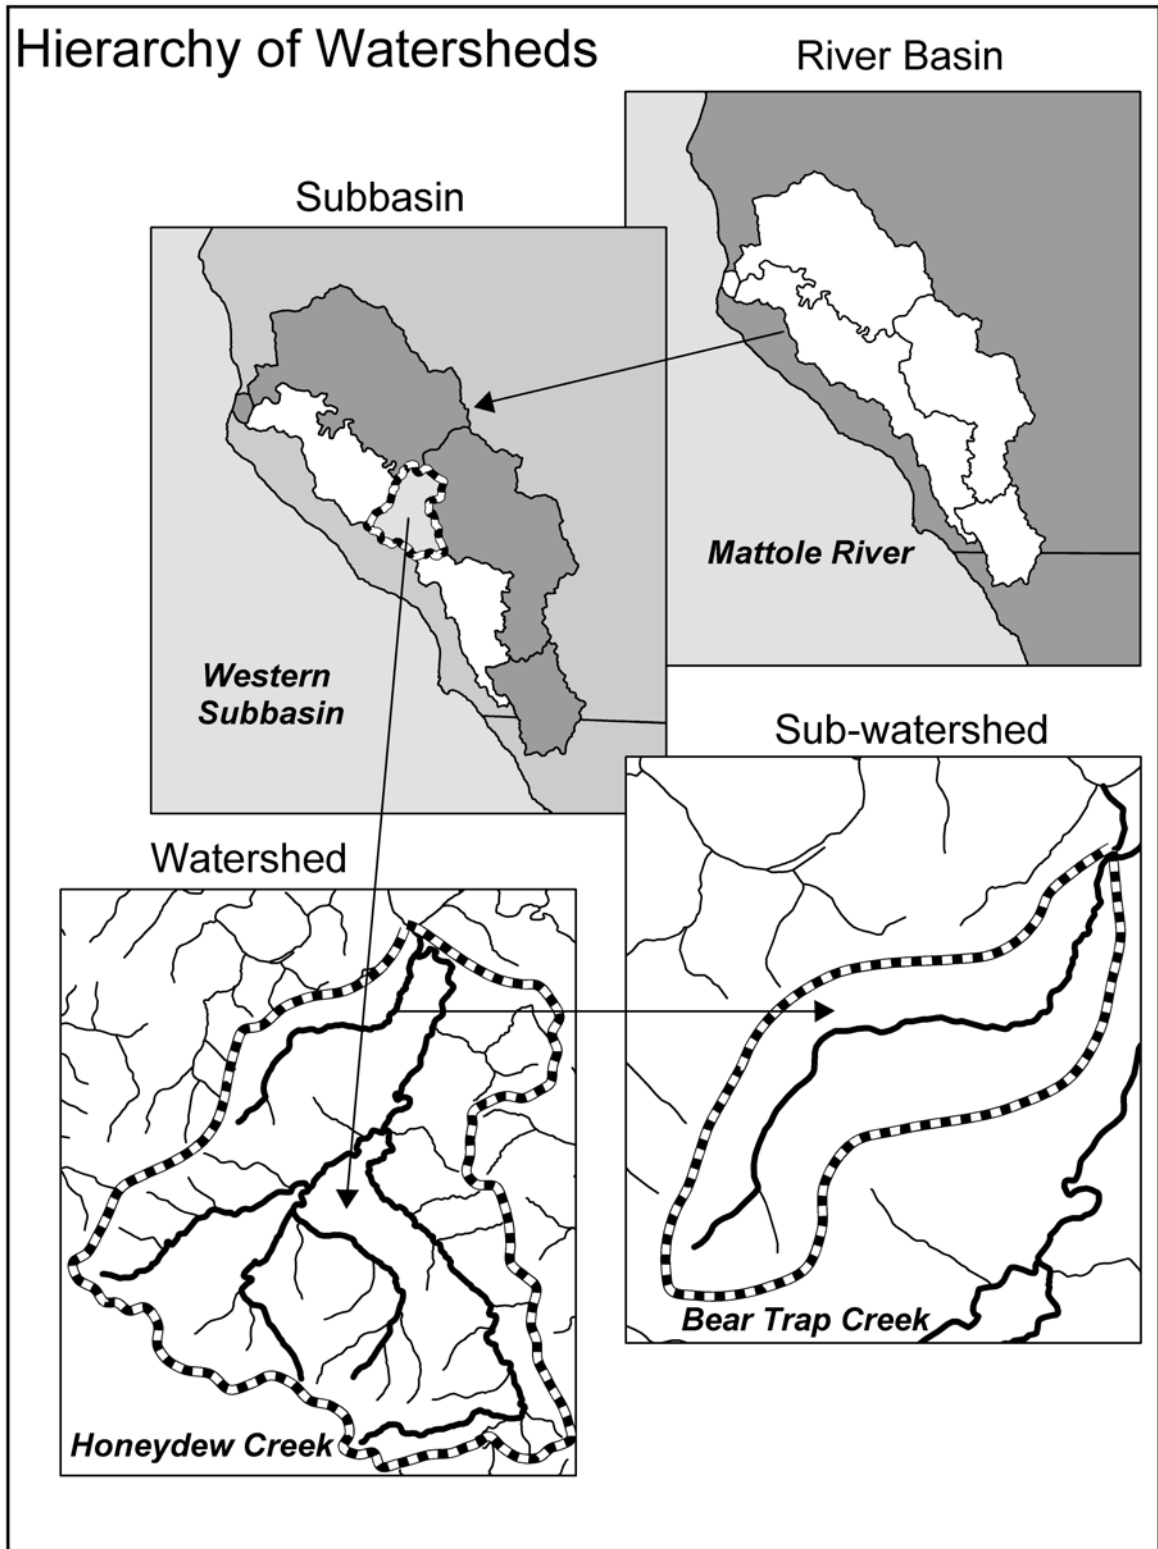 Hierarchy of Watersheds
River Basin
Mattole River
Subbasin
Western
Subbasin
Watershed
Honeydew Creek
Sub-watershed
Bear Trap Creek